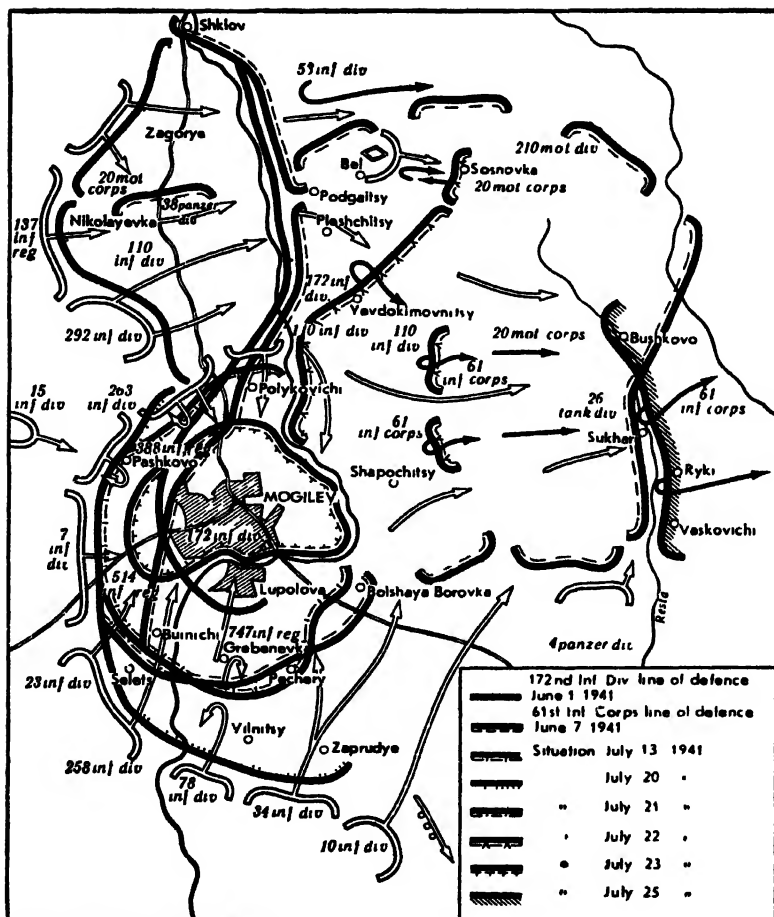 Shklov
53 inf div
Zagorye
Bel
210 mot div
Sosnovka
20 mot corps
20 mot
corps
Podgaitsy
38 panzer
div
Nikolayevka
Plashchitsy
137
inf
reg
110
inf div
172 inf
div.
Yevdokimovnitsy
292 inf div
110 inf div
110
inf div
20 mot corps
Bushkovo
61
inf corps
Polykovichi
15
inf div
263
inf div
61
inf corps
26
tank div
61
inf corps
388 inf reg
Pashkovo
Sukhar
Shapochitsy
Ryki
MOGILEV
7
inf
div
172 inf div
Vaskovichi
514
inf reg
Lupolova
Bolshaya Borovka
Resta
Buinichi
747 inf reg
Grebenevo
4 panzer div
23 inf div
Selets
Pechery
Vilnitsy
Zaprudye
258 inf div
78
inf div
34 inf div
10 inf div
172nd Inf Div line of defence
June 1 1941
61st Inf Corps line of defence
June 7 1941
Situation July 13 1941
July 20 "
" July 21 "
' July 22 "
July 23 "
" July 25 "